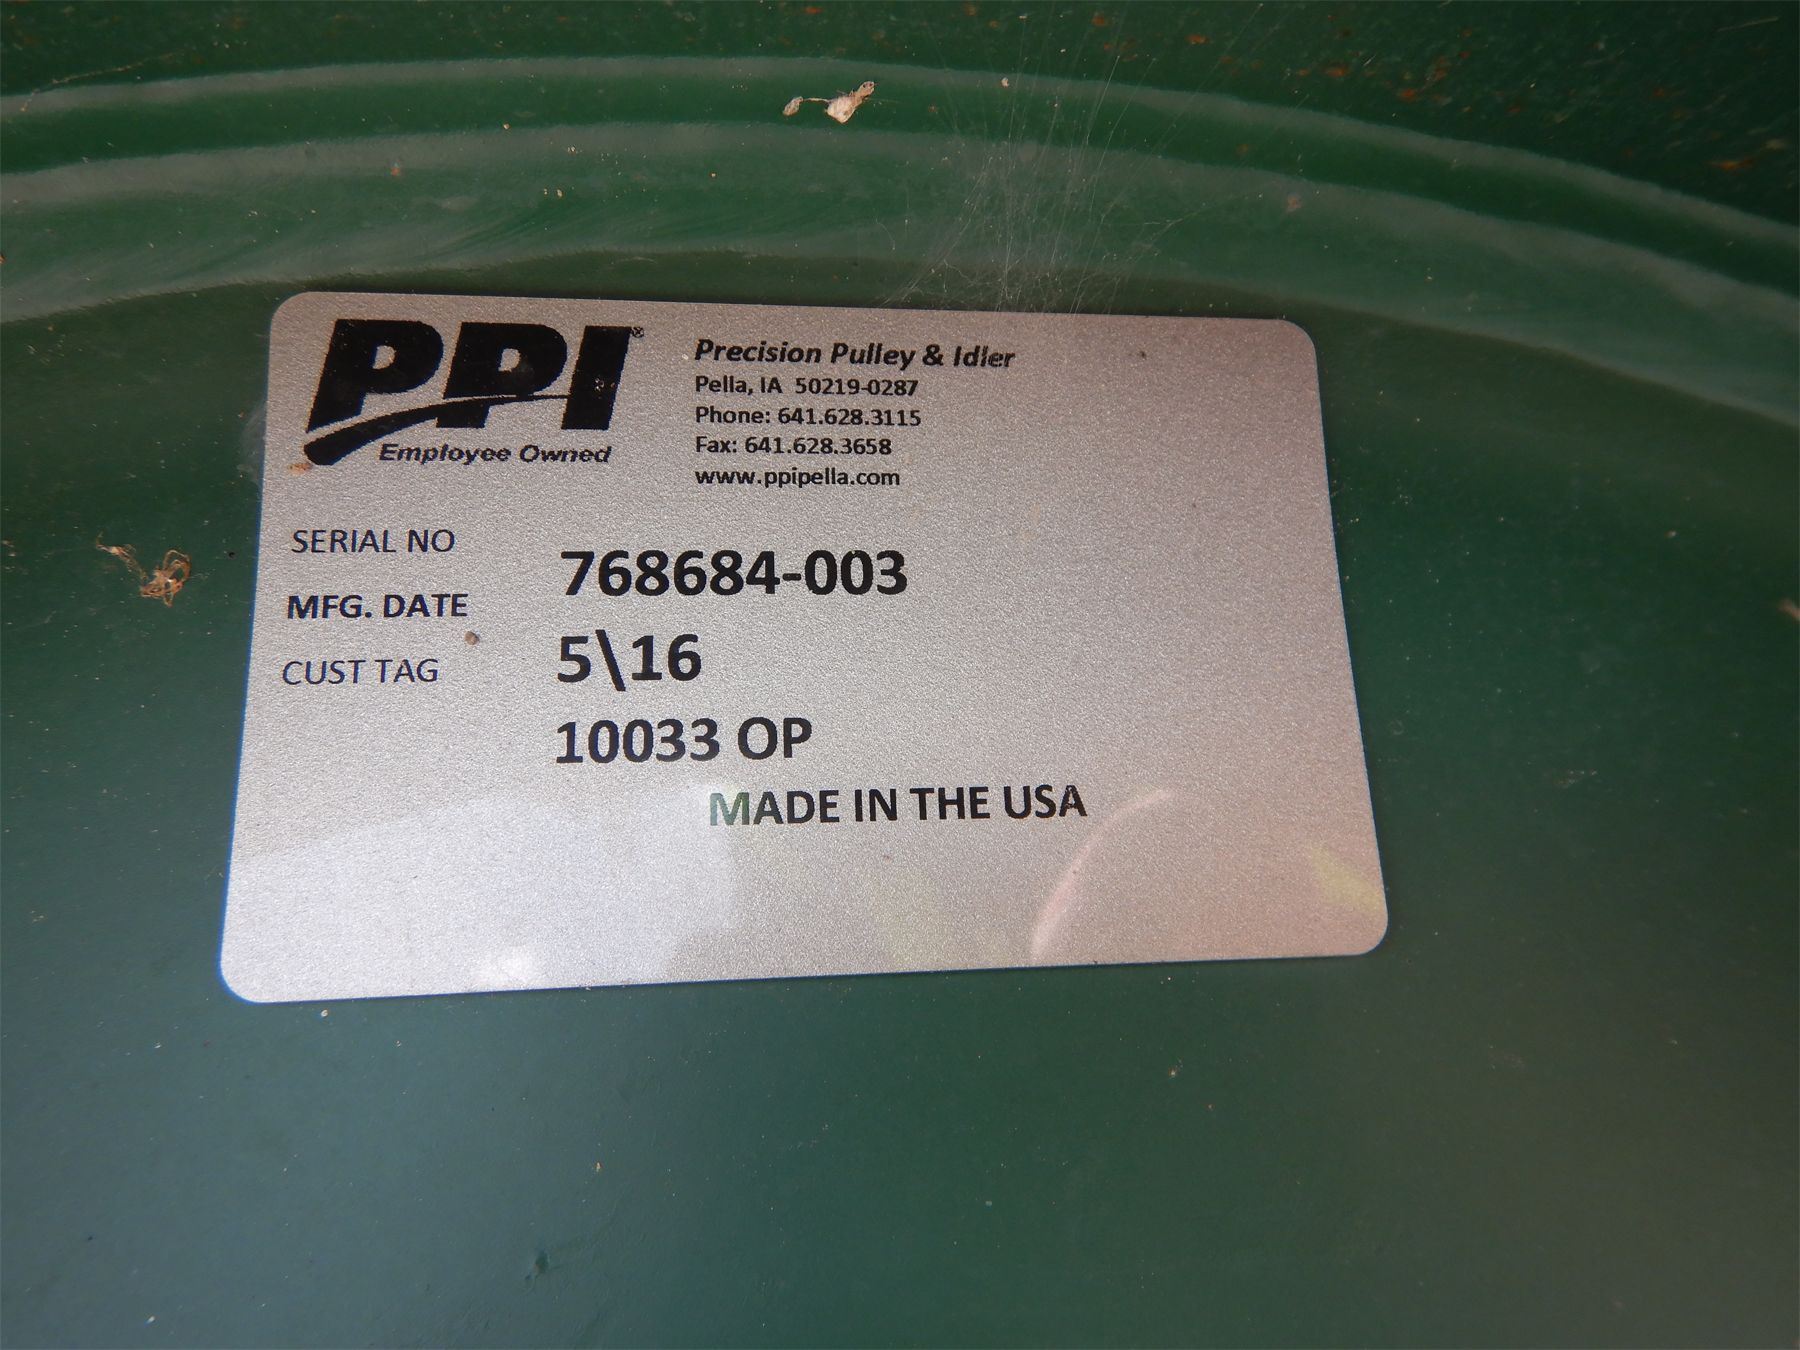 PPI®
Employee Owned
Precision Pulley & Idler
Pella, IA 50219-0287
Phone: 641.628.3115
Fax: 641.628.3658
www.ppipella.com
SERIAL NO 768684-003
MFG. DATE 5\16
CUST TAG 10033 OP
MADE IN THE USA